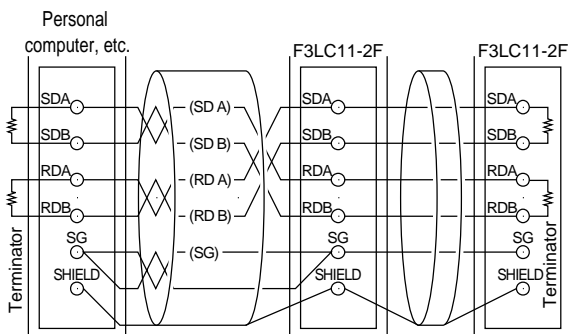 Personal
computer, etc.
F3LC11-2F
F3LC11-2F
SDA
(SD A)
SDA
SDA
SDB
(SD B)
SDB
SDB
RDA
(RD A)
RDA
RDA
RDB
(RD B)
RDB
RDB
SG
(SG)
SG
SG
SHIELD
SHIELD
SHIELD
Terminator
Terminator